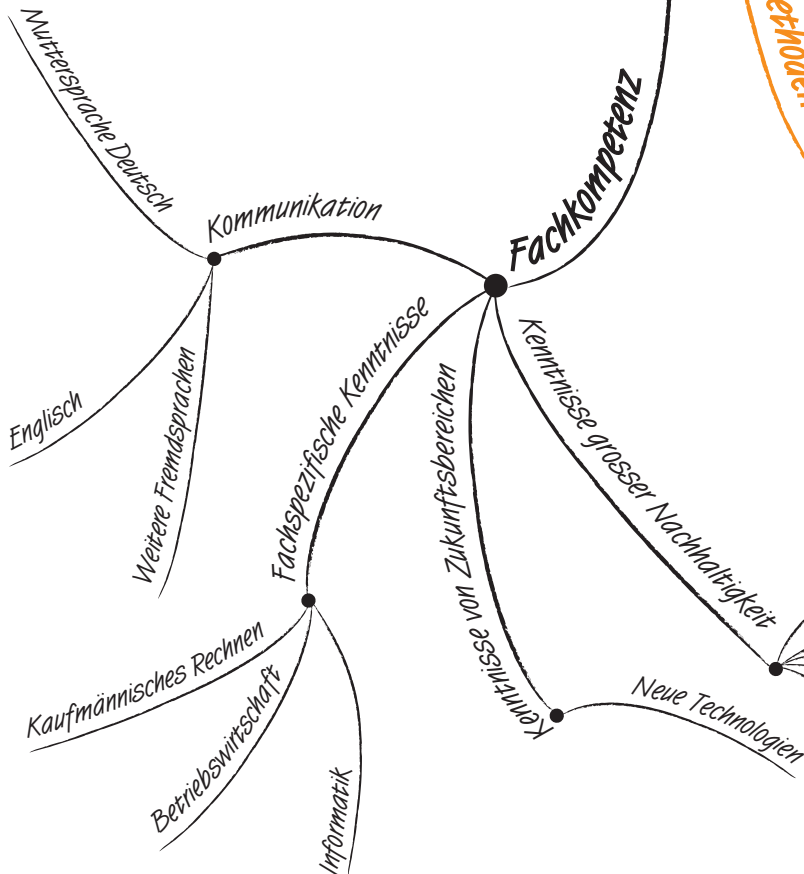 Fachkompetenz
Kommunikation
Muttersprache Deutsch
Englisch
Weitere Fremdsprachen
Fachspezifische Kenntnisse
Kaufmännisches Rechnen
Betriebswirtschaft
Informatik
Kenntnisse von Zukunftsbereichen
Neue Technologien
Kenntnisse grosser Nachhaltigkeit